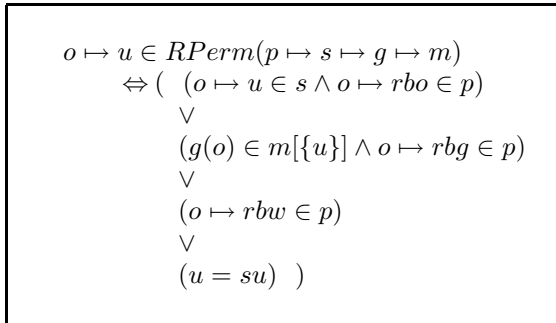 o ↦ u ∈ RPerm(p ↦ s ↦ g ↦ m)
⇔ ( (o ↦ u ∈ s ∧ o ↦ rbo ∈ p)
∨
(g(o) ∈ m[{u}] ∧ o ↦ rbg ∈ p)
∨
(o ↦ rbw ∈ p)
∨
(u = su) )